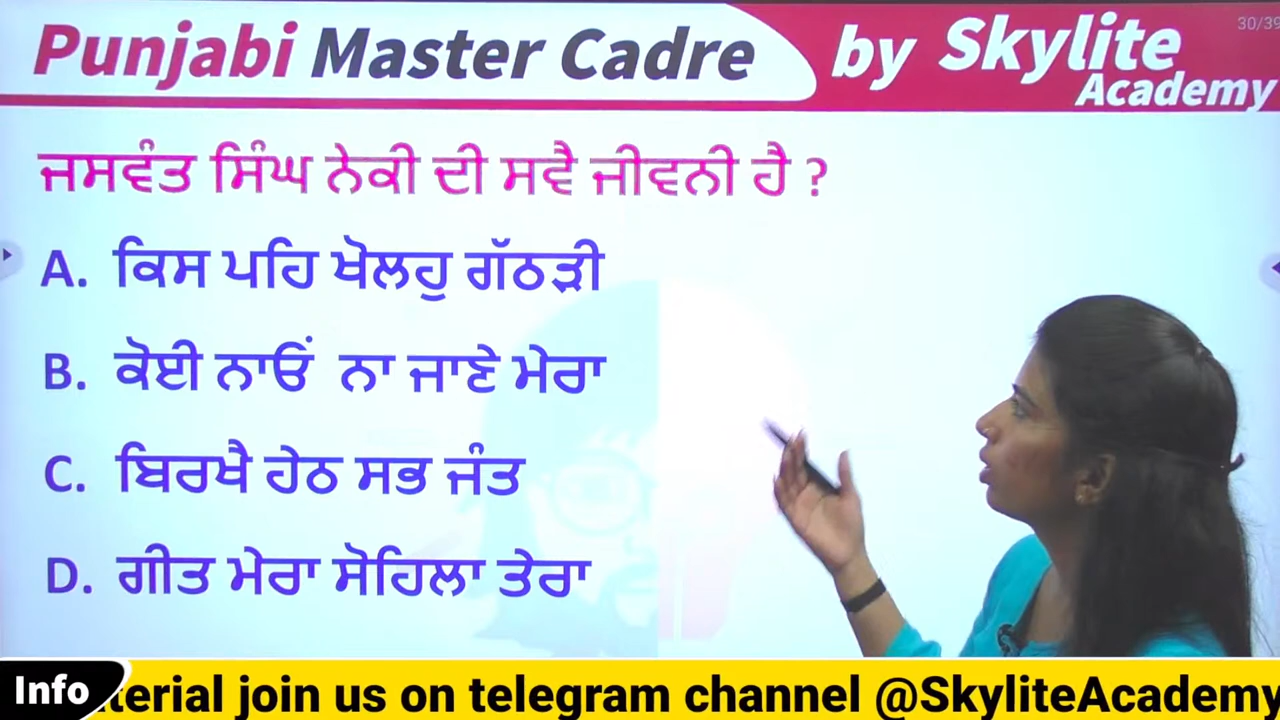 Punjabi Master Cadre by Skylite
Academy
30/39
ਜਸਵੰਤ ਸਿੰਘ ਨੇਕੀ ਦੀ ਸਵੈ ਜੀਵਨੀ ਹੈ ?
A. ਕਿਸ ਪਹਿ ਖੋਲਹੁ ਗੱਠੜੀ
B. ਕੋਈ ਨਾਓਂ ਨਾ ਜਾਣੇ ਮੇਰਾ
C. ਬਿਰਖੈ ਹੇਠ ਸਭ ਜੰਤ
D. ਗੀਤ ਮੇਰਾ ਸੋਹਿਲਾ ਤੇਰਾ
Info terial join us on telegram channel @SkyliteAcademy